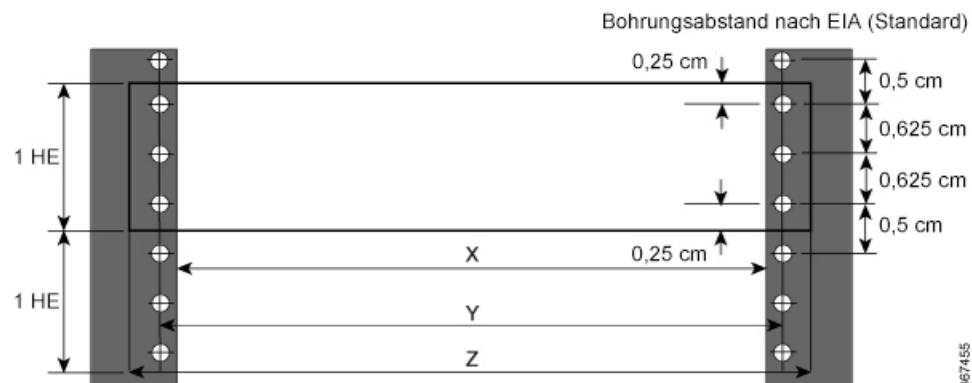 Bohrungsabstand nach EIA (Standard)
0,25 cm
0,5 cm
0,625 cm
1 HE
0,625 cm
0,5 cm
0,25 cm
X
1 HE
Y
Z
67455